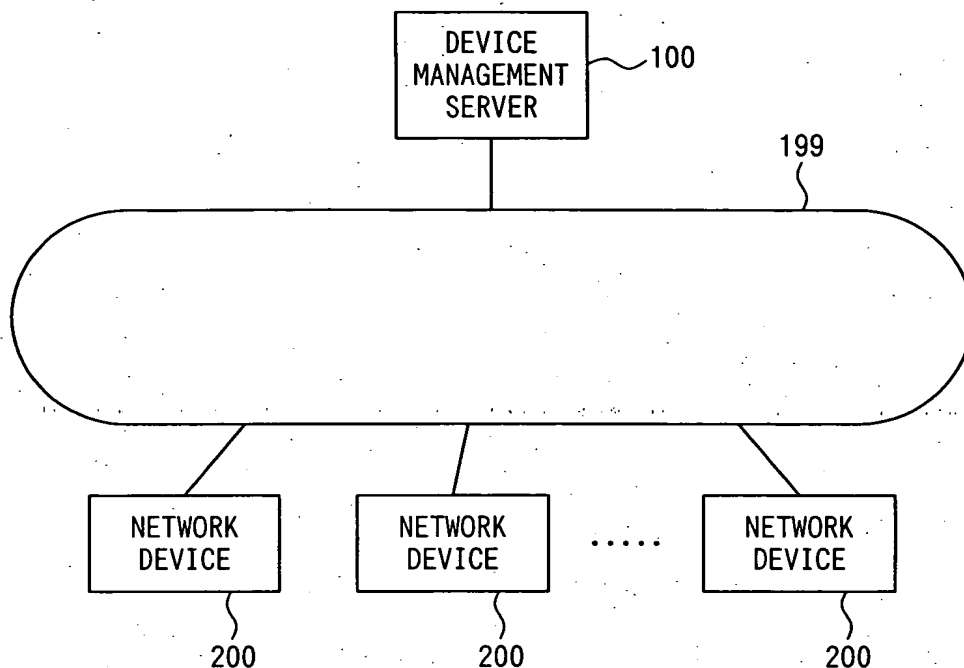 DEVICE
MANAGEMENT
SERVER
100
199
NETWORK
DEVICE
NETWORK
DEVICE
.....
NETWORK
DEVICE
200
200
200